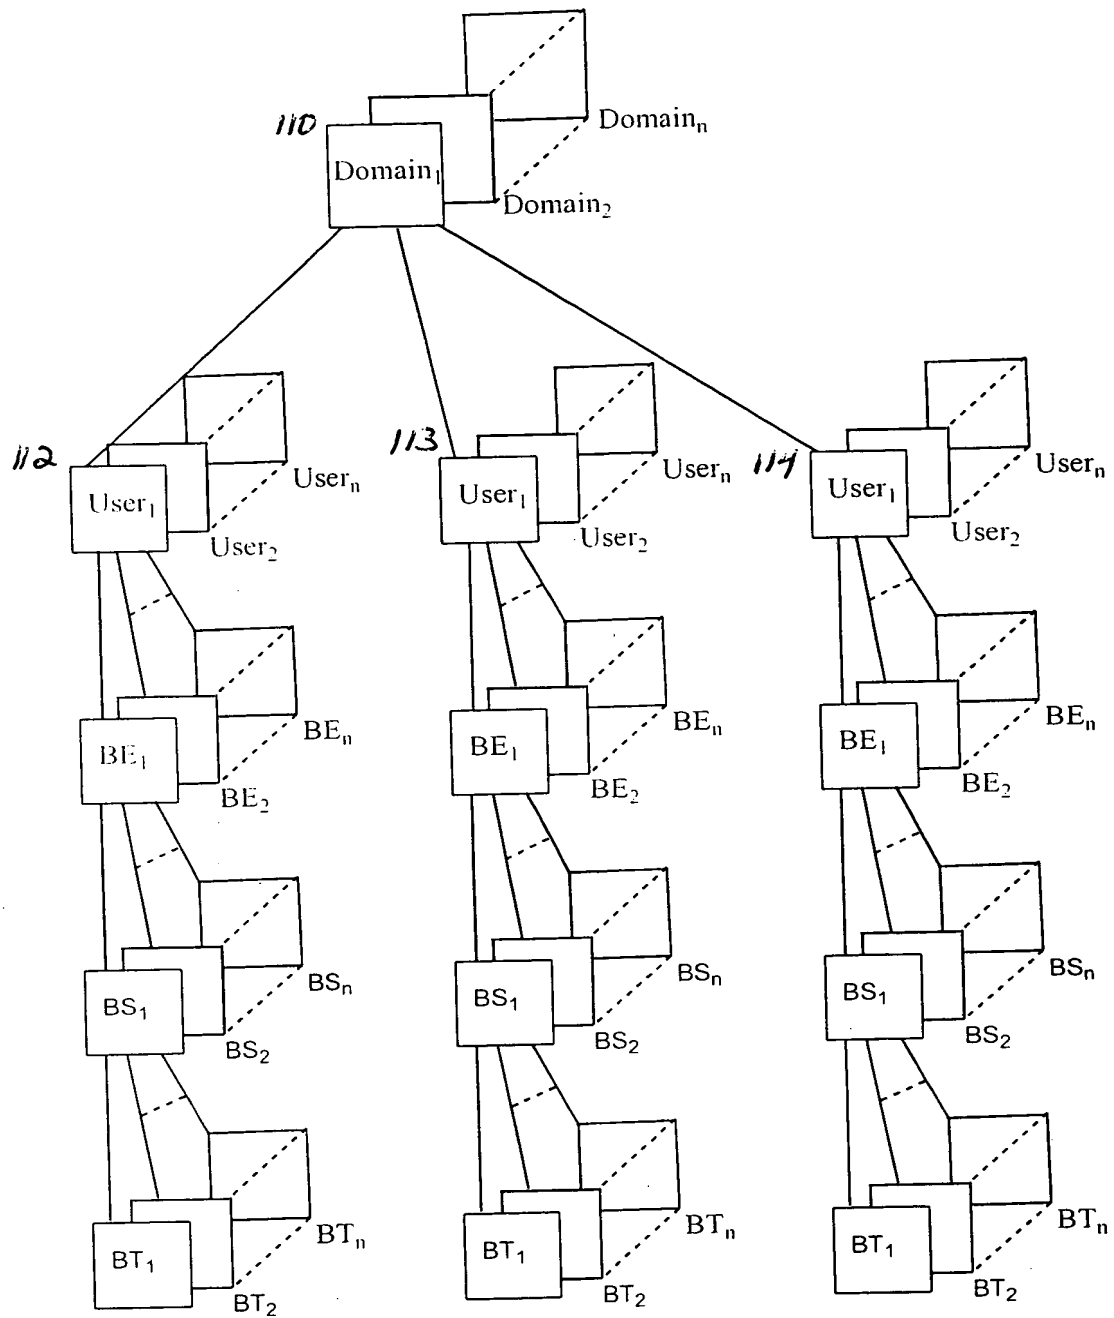 110
Domain₁
Domainₙ
Domain₂
112
User₁
Userₙ
User₂
113
User₁
Userₙ
User₂
114
User₁
Userₙ
User₂
BE₁
BEₙ
BE₂
BE₁
BEₙ
BE₂
BE₁
BEₙ
BE₂
BS₁
BSₙ
BS₂
BS₁
BSₙ
BS₂
BS₁
BSₙ
BS₂
BT₁
BTₙ
BT₂
BT₁
BTₙ
BT₂
BT₁
BTₙ
BT₂